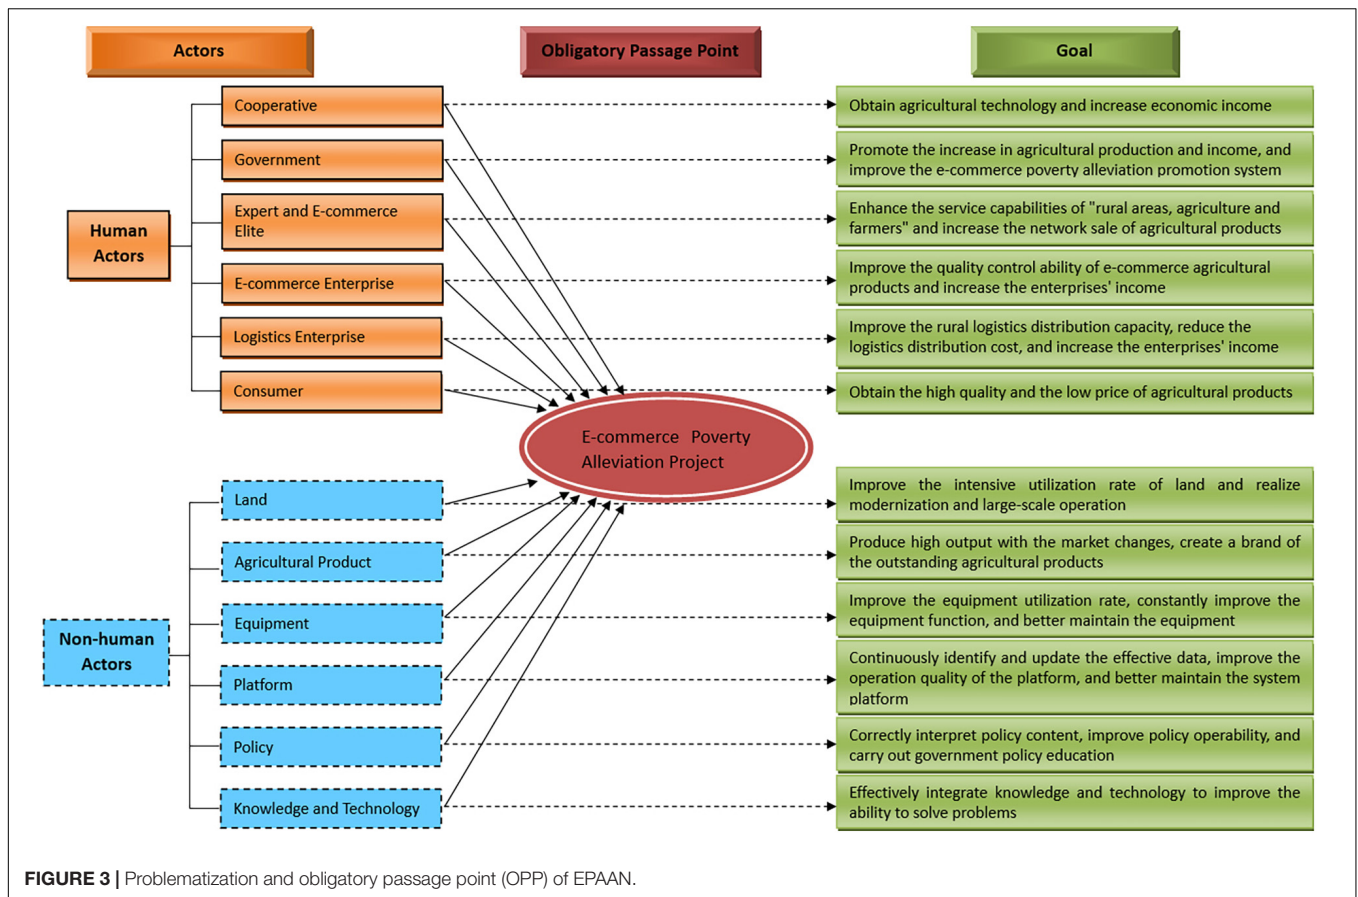 Actors
Obligatory Passage Point
Goal
Human
Actors
Cooperative
Obtain agricultural technology and increase economic income
Government
Promote the increase in agricultural production and income, and
improve the e-commerce poverty alleviation promotion system
Expert and E-commerce
Elite
Enhance the service capabilities of "rural areas, agriculture and
farmers" and increase the network sale of agricultural products
E-commerce Enterprise
Improve the quality control ability of e-commerce agricultural
products and increase the enterprises' income
Logistics Enterprise
Improve the rural logistics distribution capacity, reduce the
logistics distribution cost, and increase the enterprises' income
Consumer
Obtain the high quality and the low price of agricultural products
E-commerce Poverty
Alleviation Project
Non-human
Actors
Land
Improve the intensive utilization rate of land and realize
modernization and large-scale operation
Agricultural Product
Produce high output with the market changes, create a brand of
the outstanding agricultural products
Equipment
Improve the equipment utilization rate, constantly improve the
equipment function, and better maintain the equipment
Platform
Continuously identify and update the effective data, improve the
operation quality of the platform, and better maintain the system
platform
Policy
Correctly interpret policy content, improve policy operability, and
carry out government policy education
Knowledge and Technology
Effectively integrate knowledge and technology to improve the
ability to solve problems
FIGURE 3 | Problematization and obligatory passage point (OPP) of EPAAN.